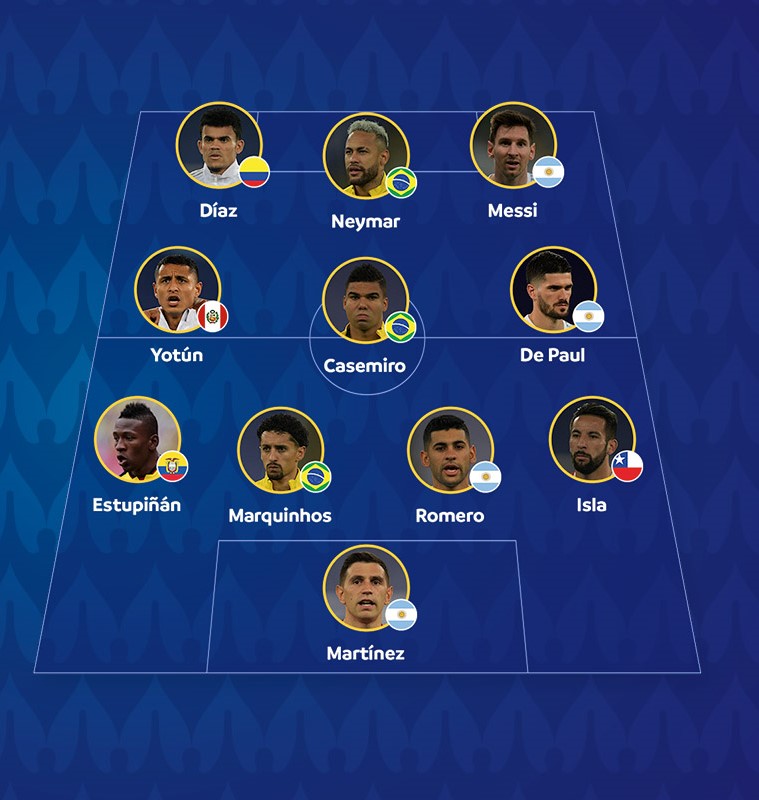 Díaz
Neymar
Messi
Yotún
Casemiro
De Paul
Estupiñán
Marquinhos
Romero
Isla
Martínez